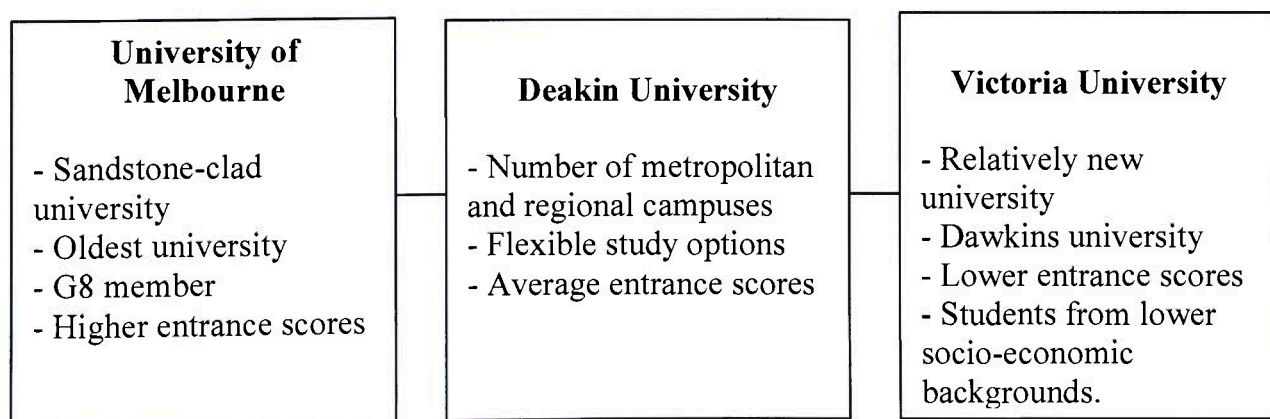 University of
Melbourne
- Sandstone-clad
university
- Oldest university
- G8 member
- Higher entrance scores
Deakin University
- Number of metropolitan
and regional campuses
- Flexible study options
- Average entrance scores
Victoria University
- Relatively new
university
- Dawkins university
- Lower entrance scores
- Students from lower
socio-economic
backgrounds.